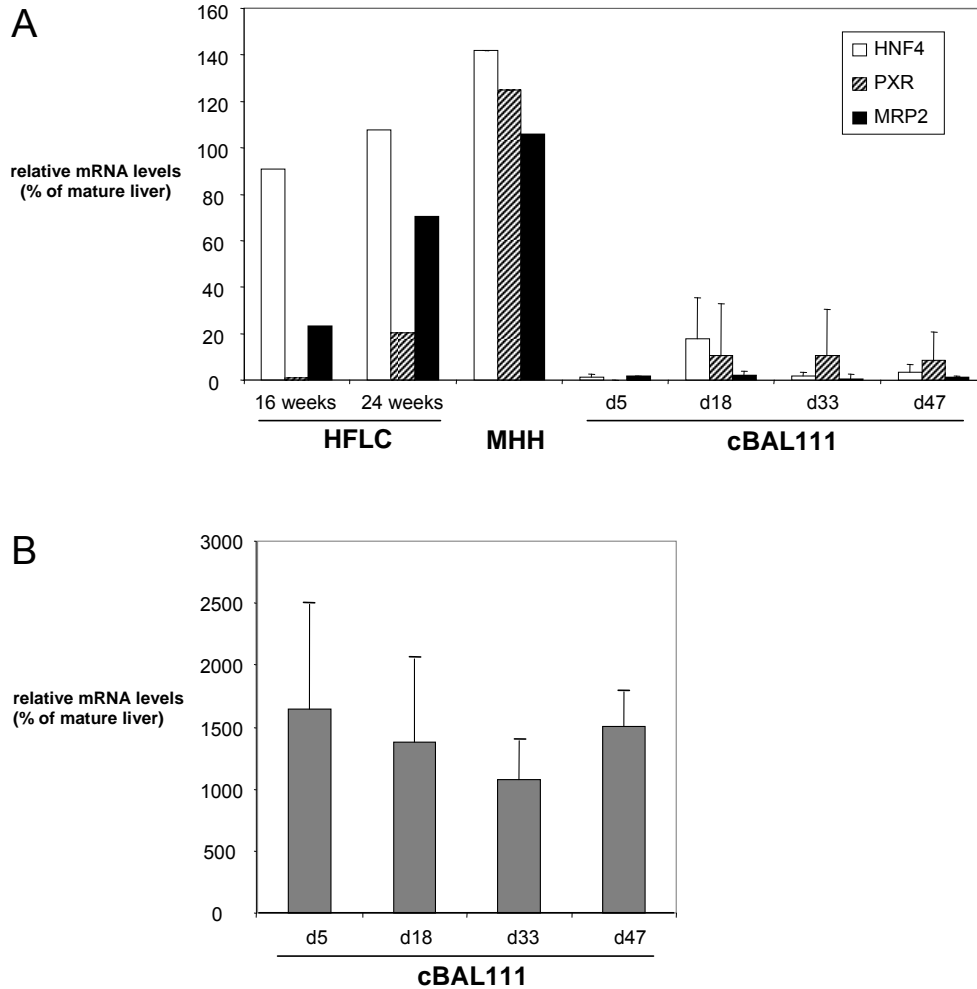 A
160
140
120
100
80
60
40
20
0
relative mRNA levels
(% of mature liver)
HNF4
PXR
MRP2
16 weeks 24 weeks d5 d18 d33 d47
HFLC MHH cBAL111
B
3000
2500
2000
1500
1000
500
0
relative mRNA levels
(% of mature liver)
d5 d18 d33 d47
cBAL111